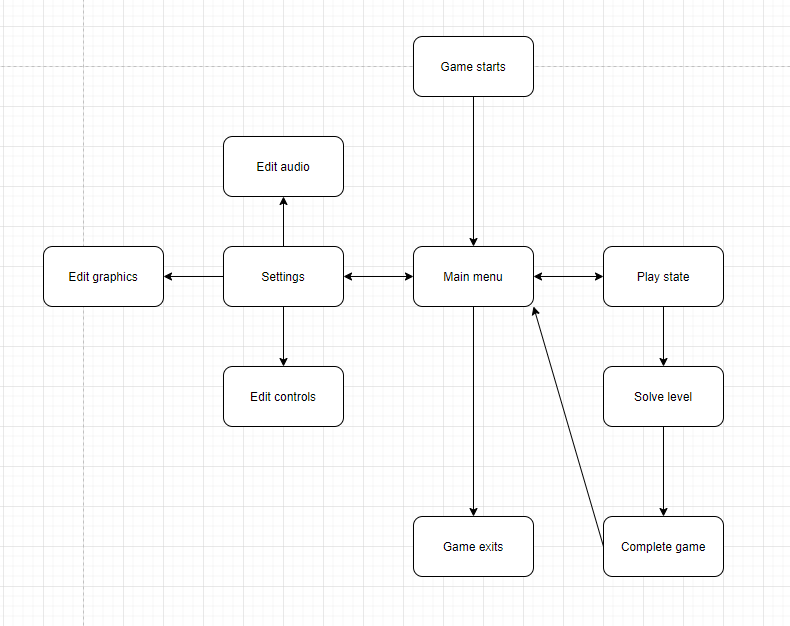 Game starts
Edit audio
Edit graphics
Settings
Main menu
Play state
Edit controls
Solve level
Game exits
Complete game